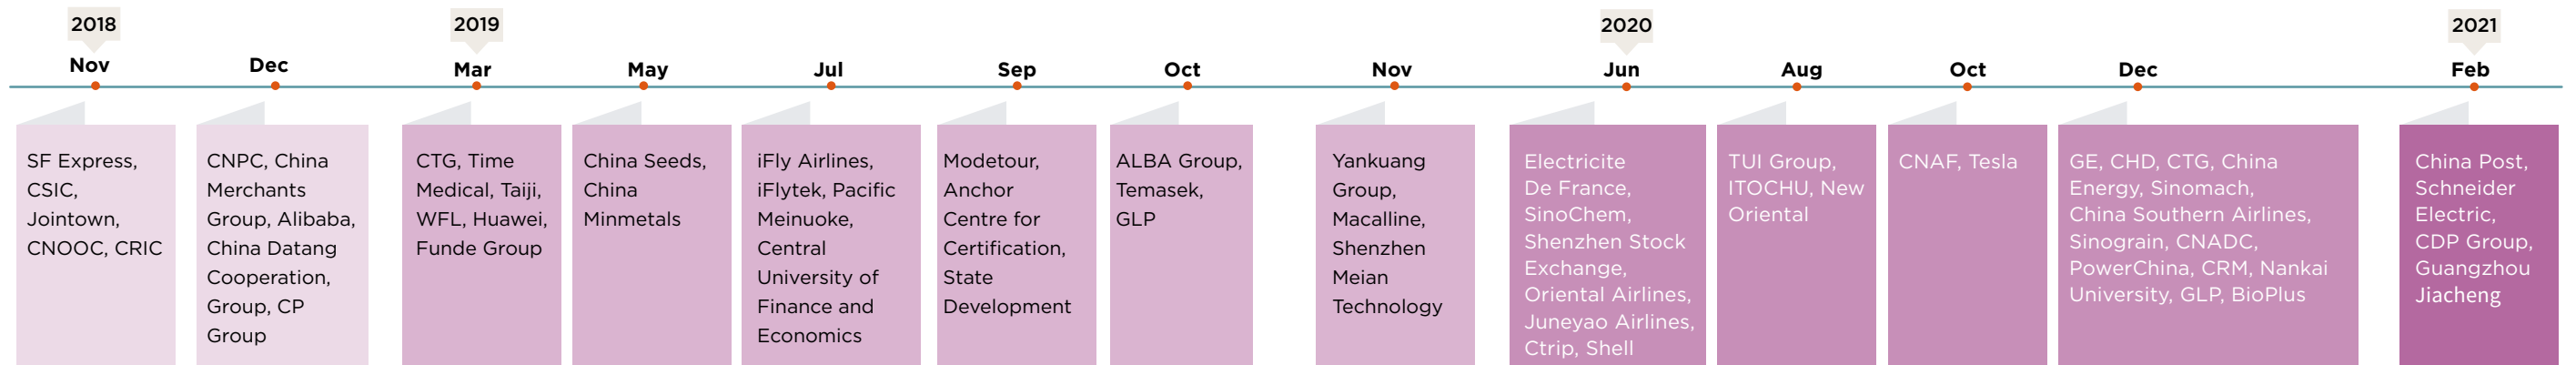 2018
Nov
SF Express,
CSIC,
Jointown,
CNOOC, CRIC
Dec
CNPC, China
Merchants
Group, Alibaba,
China Datang
Cooperation,
Group, CP
Group
2019
Mar
CTG, Time
Medical, Taiji,
WFL, Huawei,
Funde Group
May
China Seeds,
China
Minmetals
Jul
iFly Airlines,
iFlytek, Pacific
Meinuoke,
Central
University of
Finance and
Economics
Sep
Modetour,
Anchor
Centre for
Certification,
State
Development
Oct
ALBA Group,
Temasek,
GLP
Nov
Yankuang
Group,
Macalline,
Shenzhen
Meian
Technology
2020
Jun
Electricite
De France,
SinoChem,
Shenzhen Stock
Exchange,
Oriental Airlines,
Juneyao Airlines,
Ctrip, Shell
Aug
TUI Group,
ITOCHU, New
Oriental
Oct
CNAF, Tesla
Dec
GE, CHD, CTG, China
Energy, Sinomach,
China Southern Airlines,
Sinograin, CNADC,
PowerChina, CRM, Nankai
University, GLP, BioPlus
2021
Feb
China Post,
Schneider
Electric,
CDP Group,
Guangzhou
Jiacheng